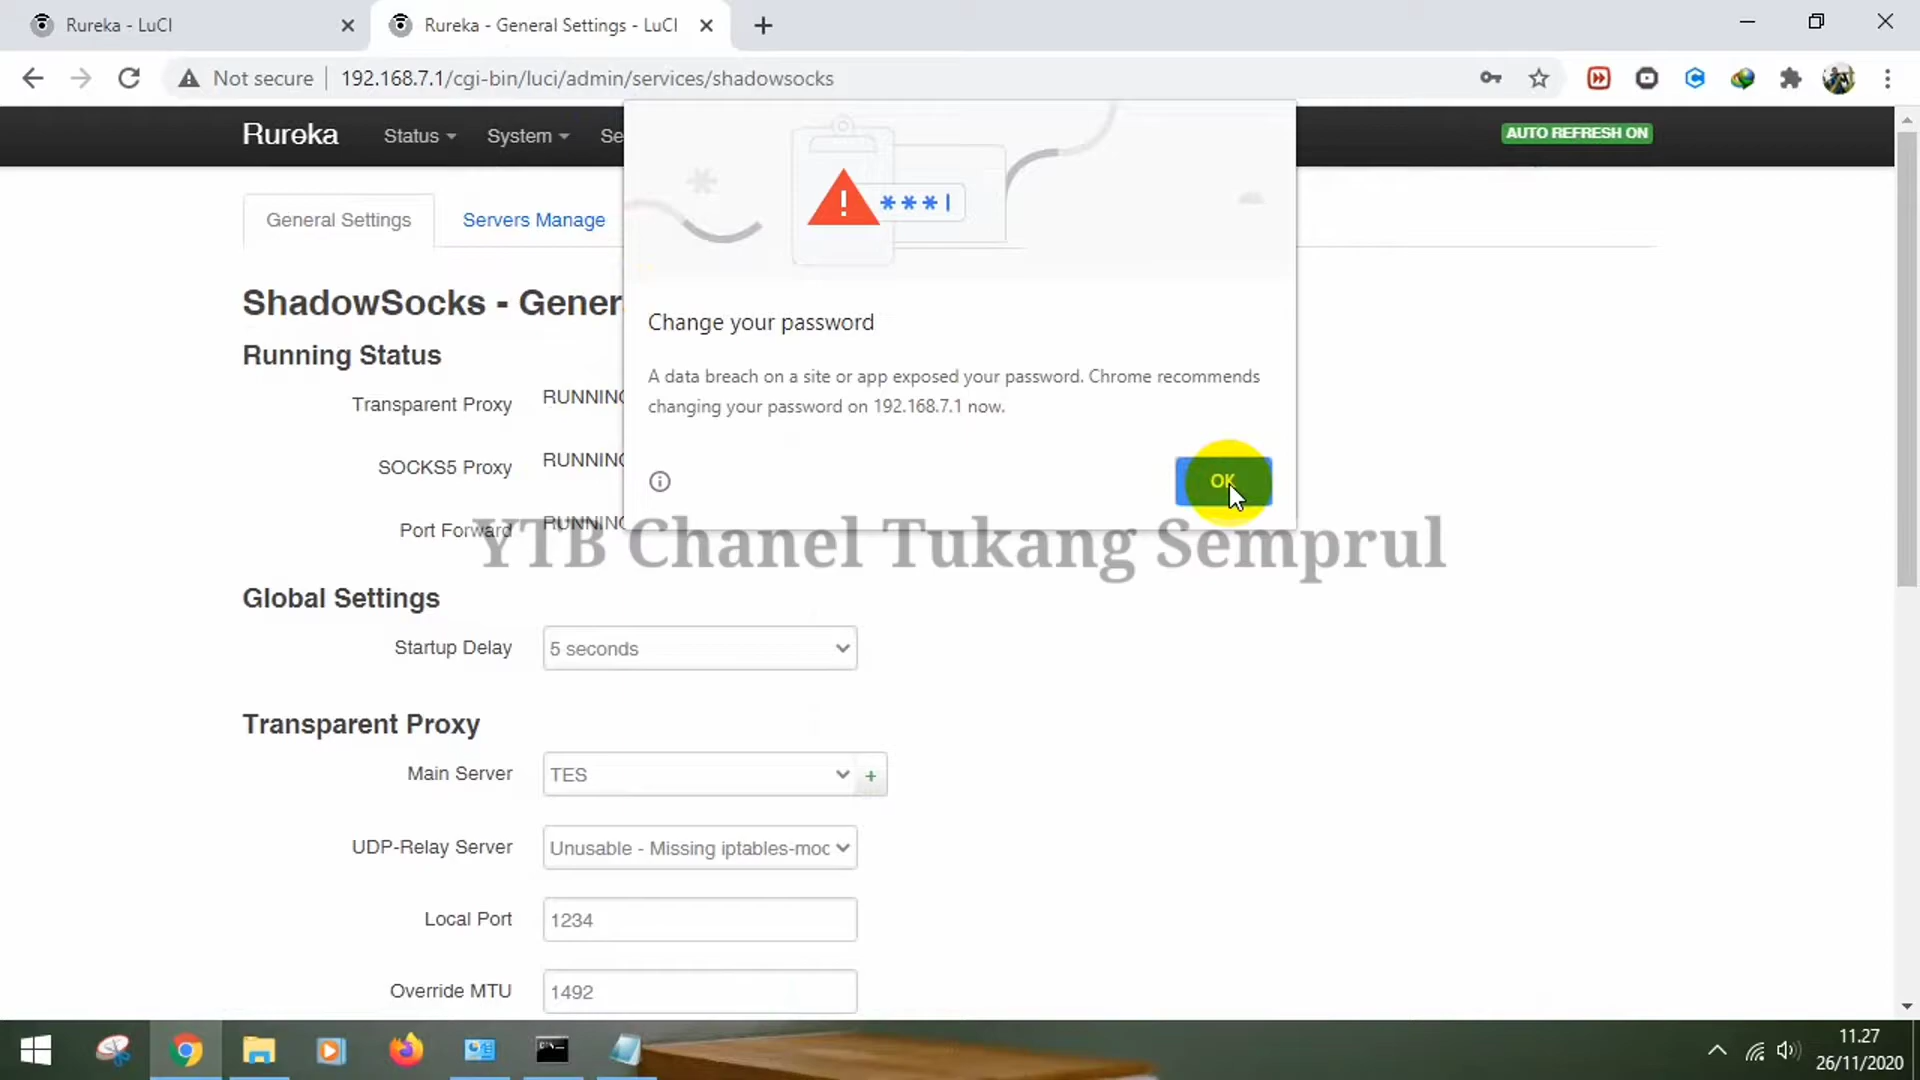 Rureka - LuCI
Rureka - General Settings - LuCI
Not secure
192.168.7.1/cgi-bin/luci/admin/services/shadowsocks
Rureka
Status
System
Se
AUTO REFRESH ON
***
General Settings
Servers Manage
ShadowSocks - Gener
Change your password
Running Status
A data breach on a site or app exposed your password. Chrome recommends
changing your password on 192.168.7.1 now.
Transparent Proxy
RUNNING
SOCKS5 Proxy
RUNNING
OK
Port Forward
RUNNING
YTB Chanel Tukang Semprul
Global Settings
Startup Delay
5 seconds
Transparent Proxy
Main Server
TES
+
UDP-Relay Server
Unusable - Missing iptables-moc
Local Port
1234
Override MTU
1492
11.27
26/11/2020